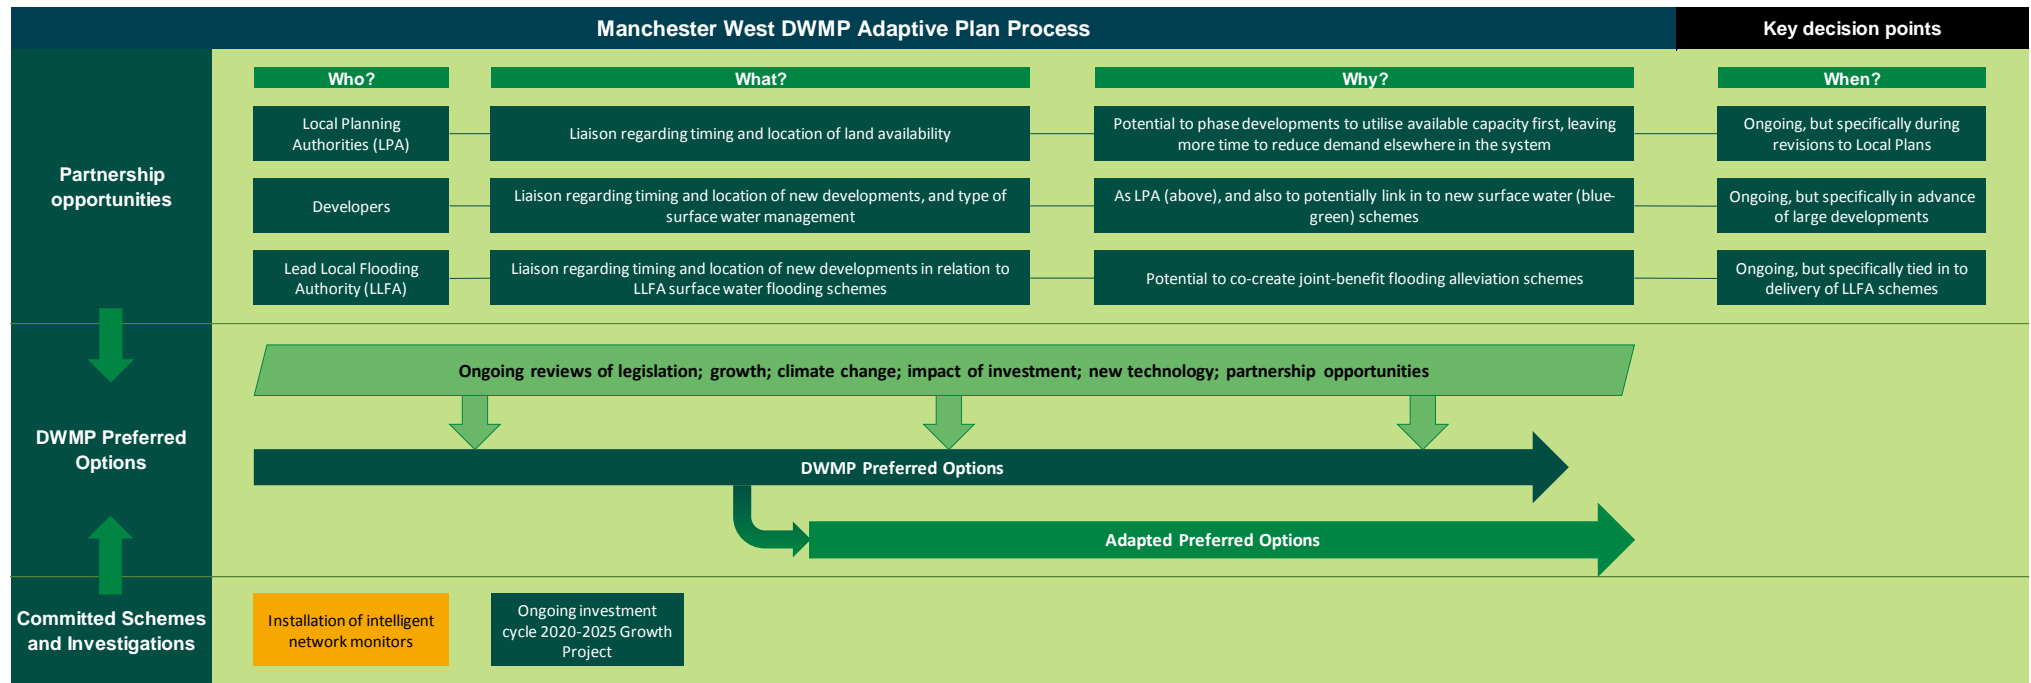 Manchester West DWMP Adaptive Plan Process
Key decision points
Who?
What?
Why?
When?
Partnership
opportunities
Local Planning
Authorities (LPA)
Liaison regarding timing and location of land availability
Potential to phase developments to utilise available capacity first, leaving
more time to reduce demand elsewhere in the system
Ongoing, but specifically during
revisions to Local Plans
Developers
Liaison regarding timing and location of new developments, and type of
surface water management
As LPA (above), and also to potentially link in to new surface water (blue-
green) schemes
Ongoing, but specifically in advance
of large developments
Lead Local Flooding
Authority (LLFA)
Liaison regarding timing and location of new developments in relation to
LLFA surface water flooding schemes
Potential to co-create joint-benefit flooding alleviation schemes
Ongoing, but specifically tied in to
delivery of LLFA schemes
DWMP Preferred
Options
Ongoing reviews of legislation; growth; climate change; impact of investment; new technology; partnership opportunities
DWMP Preferred Options
Adapted Preferred Options
Committed Schemes
and Investigations
Installation of intelligent
network monitors
Ongoing investment
cycle 2020-2025 Growth
Project